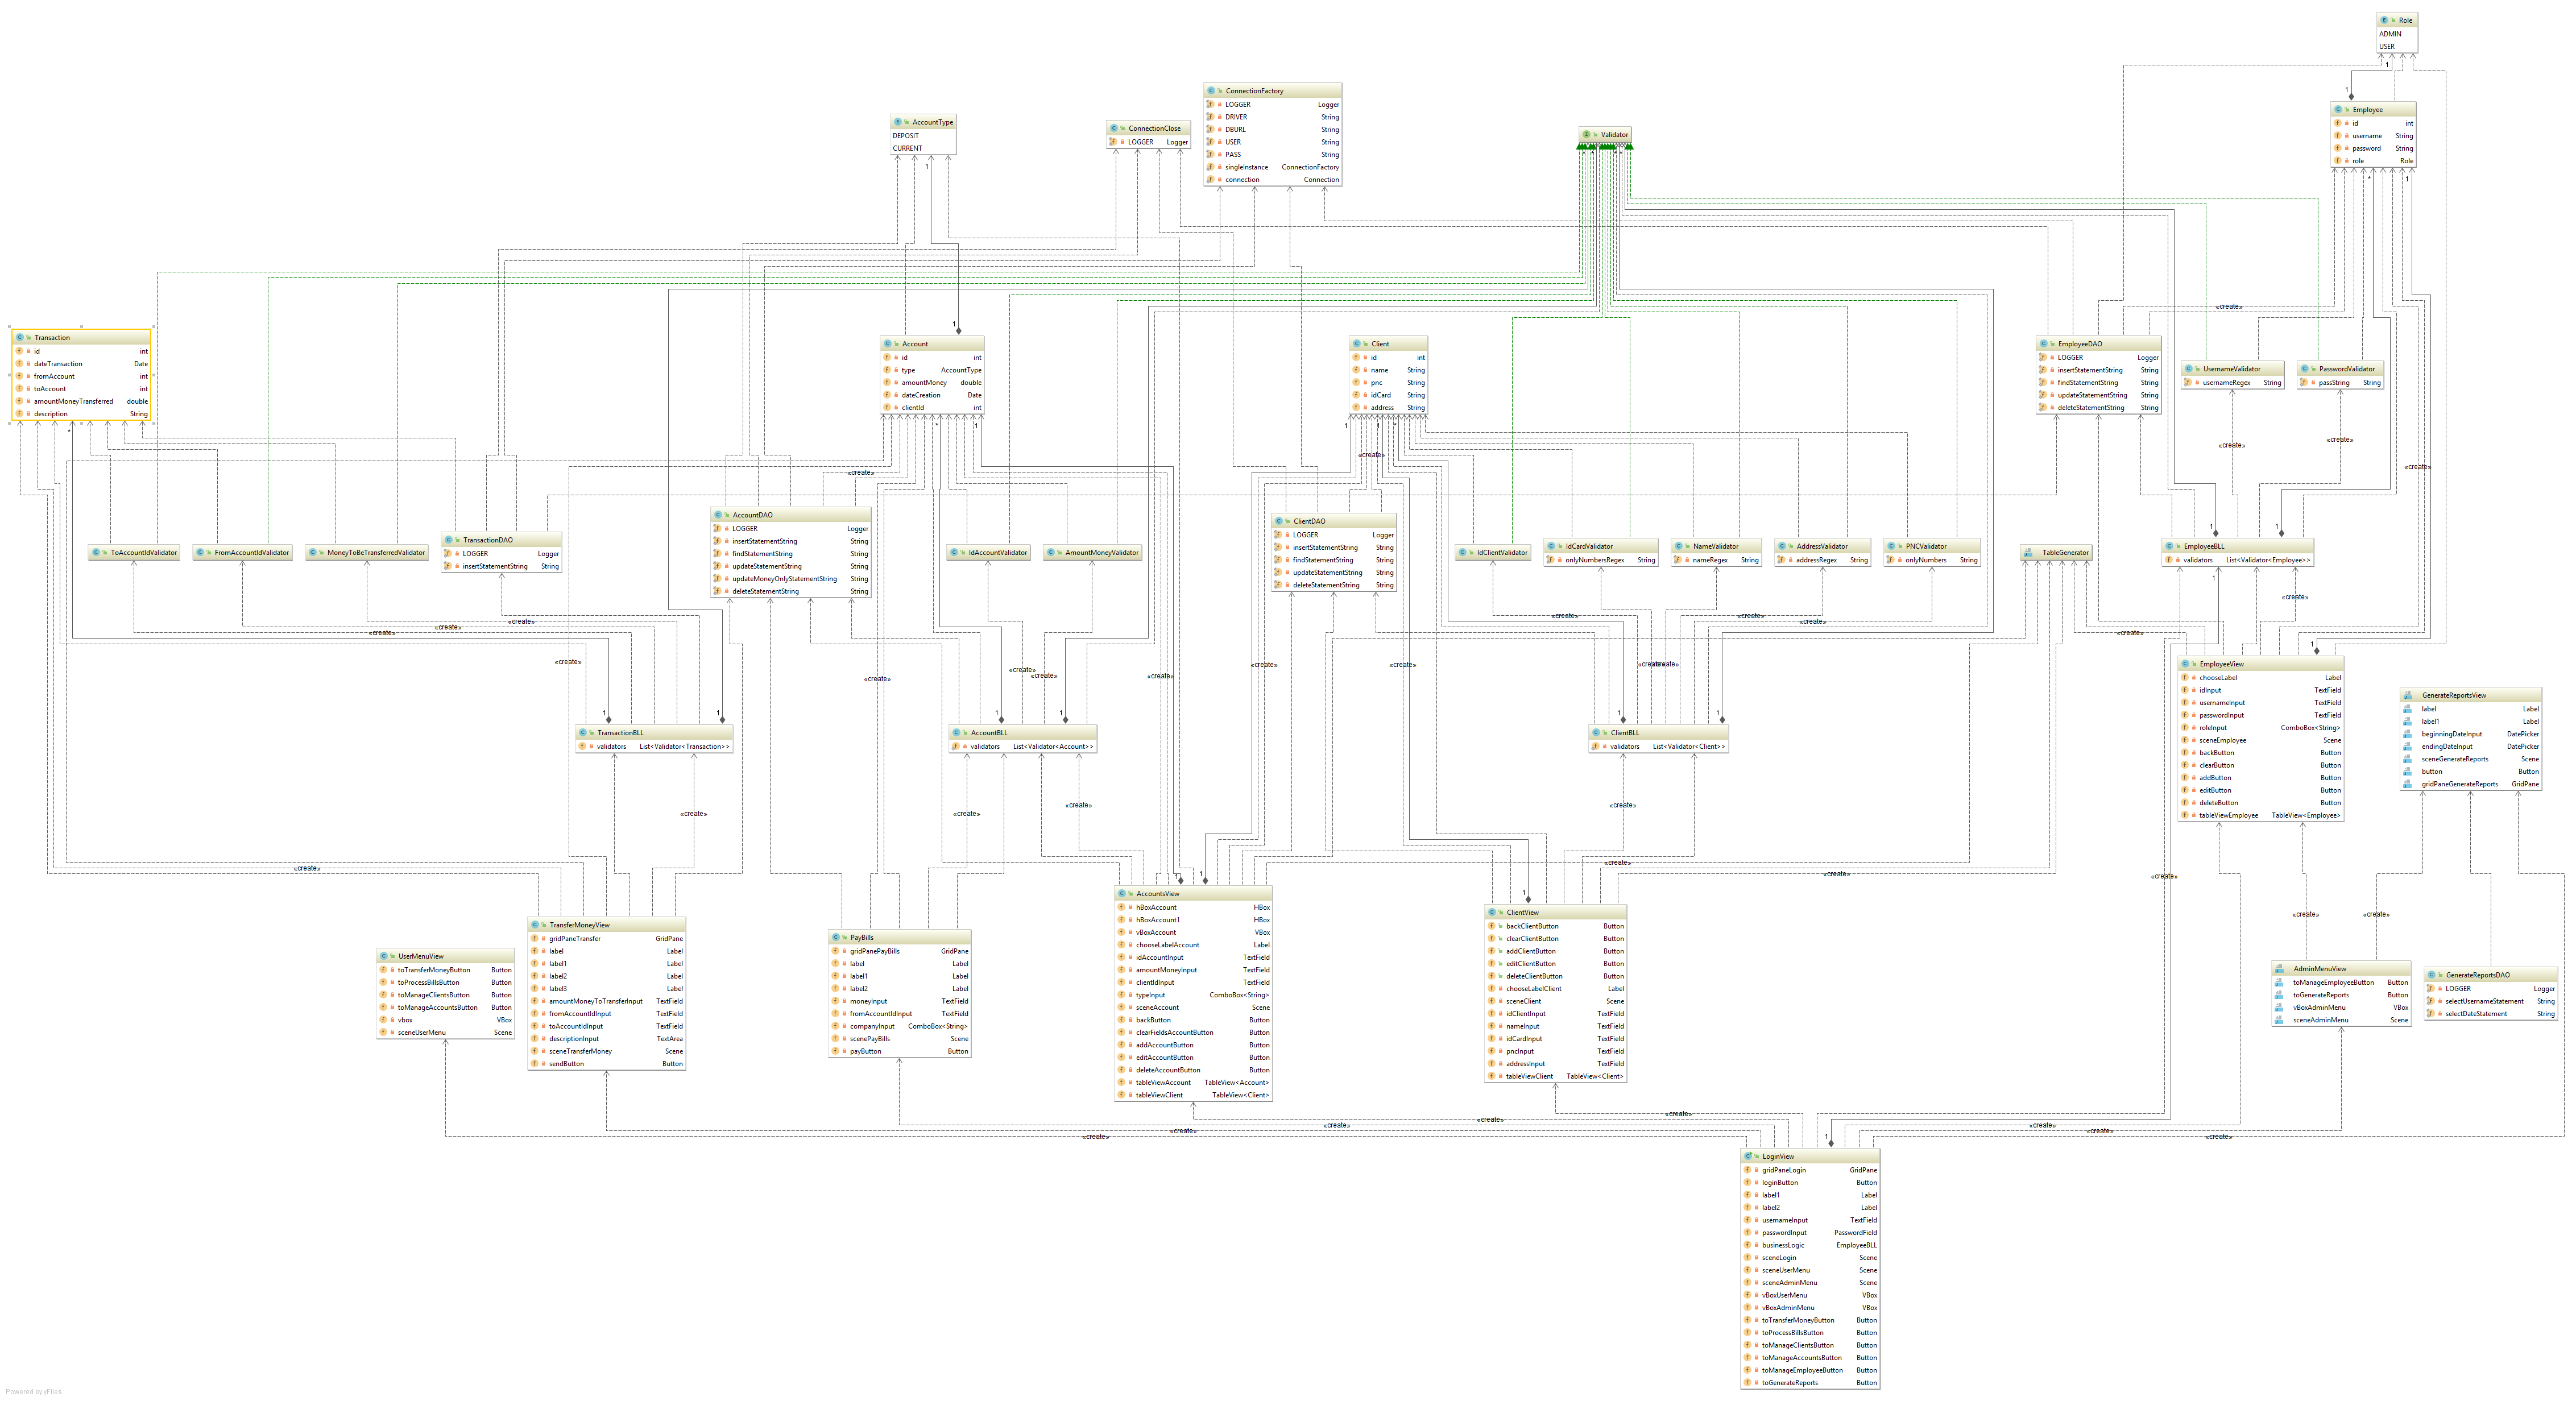 Role
ADMIN
USER
ConnectionFactory
LOGGER Logger
DRIVER String
DBURL String
USER String
PASS String
singleInstance ConnectionFactory
connection Connection
Employee
id int
username String
password String
role Role
AccountType
DEPOSIT
CURRENT
ConnectionClose
LOGGER Logger
Validator
Transaction
id int
dateTransaction Date
fromAccount int
toAccount int
amountMoneyTransferred double
description String
Account
id int
type AccountType
amountMoney double
dateCreation Date
clientId int
Client
id int
name String
pnc String
idCard String
address String
EmployeeDAO
LOGGER Logger
insertStatementString String
findStatementString String
updateStatementString String
deleteStatementString String
UsernameValidator
usernameRegex String
PasswordValidator
passString String
ToAccountIdValidator
FromAccountIdValidator
MoneyToBeTransferredValidator
TransactionDAO
LOGGER Logger
insertStatementString String
AccountDAO
LOGGER Logger
insertStatementString String
findStatementString String
updateStatementString String
updateMoneyOnlyStatementString String
deleteStatementString String
IdAccountValidator
AmountMoneyValidator
ClientDAO
LOGGER Logger
insertStatementString String
findStatementString String
updateStatementString String
deleteStatementString String
IdClientValidator
IdCardValidator
onlyNumbersRegex String
NameValidator
nameRegex String
AddressValidator
addressRegex String
PNCValidator
onlyNumbers String
TableGenerator
EmployeeBLL
validators List<Validator<Employee>>
TransactionBLL
validators List<Validator<Transaction>>
AccountBLL
validators List<Validator<Account>>
ClientBLL
validators List<Validator<Client>>
EmployeeView
chooseLabel Label
idInput TextField
usernameInput TextField
passwordInput TextField
roleInput ComboBox<String>
sceneEmployee Scene
backButton Button
clearButton Button
addButton Button
editButton Button
deleteButton Button
tableViewEmployee TableView<Employee>
GenerateReportsView
label Label
label1 Label
beginningDateInput DatePicker
endingDateInput DatePicker
sceneGenerateReports Scene
button Button
gridPaneGenerateReports GridPane
UserMenuView
toTransferMoneyButton Button
toProcessBillsButton Button
toManageClientsButton Button
toManageAccountsButton Button
vbox VBox
sceneUserMenu Scene
TransferMoneyView
gridPaneTransfer GridPane
label Label
label1 Label
label2 Label
label3 Label
amountMoneyToTransferInput TextField
fromAccountIdInput TextField
toAccountIdInput TextField
descriptionInput TextArea
sceneTransferMoney Scene
sendButton Button
PayBills
gridPanePayBills GridPane
label Label
label1 Label
label2 Label
moneyInput TextField
fromAccountIdInput TextField
companyInput ComboBox<String>
scenePayBills Scene
payButton Button
AccountsView
hBoxAccount HBox
hBoxAccount1 HBox
vBoxAccount VBox
chooseLabelAccount Label
idAccountInput TextField
amountMoneyInput TextField
clientIdInput TextField
typeInput ComboBox<String>
sceneAccount Scene
backButton Button
clearFieldsAccountButton Button
addAccountButton Button
editAccountButton Button
deleteAccountButton Button
tableViewAccount TableView<Account>
tableViewClient TableView<Client>
ClientView
backClientButton Button
clearClientButton Button
addClientButton Button
editClientButton Button
deleteClientButton Button
chooseLabelClient Label
sceneClient Scene
idClientInput TextField
nameInput TextField
idCardInput TextField
pncInput TextField
addressInput TextField
tableViewClient TableView<Client>
AdminMenuView
toManageEmployeeButton Button
toGenerateReports Button
vBoxAdminMenu VBox
sceneAdminMenu Scene
GenerateReportsDAO
LOGGER Logger
selectUsernameStatement String
selectDateStatement String
LoginView
gridPaneLogin GridPane
loginButton Button
label1 Label
label2 Label
usernameInput TextField
passwordInput PasswordField
businessLogic EmployeeBLL
sceneLogin Scene
sceneUserMenu Scene
sceneAdminMenu Scene
vBoxUserMenu VBox
vBoxAdminMenu VBox
toTransferMoneyButton Button
toProcessBillsButton Button
toManageClientsButton Button
toManageAccountsButton Button
toManageEmployeeButton Button
toGenerateReports Button
«create»
Powered by yFiles